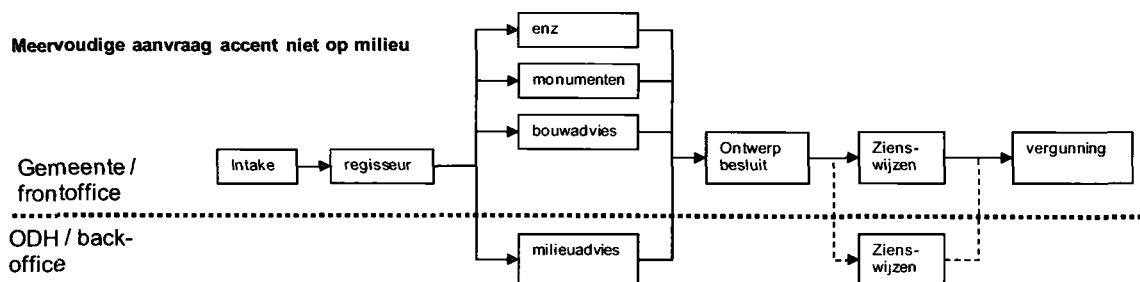 Meervoudige aanvraag accent niet op milieu
enz
monumenten
bouwadvies
Gemeente /
frontoffice
Intake
regisseur
Ontwerp
besluit
Ziens-
wijzen
vergunning
ODH / back-
office
milieuadvies
Ziens-
wijzen